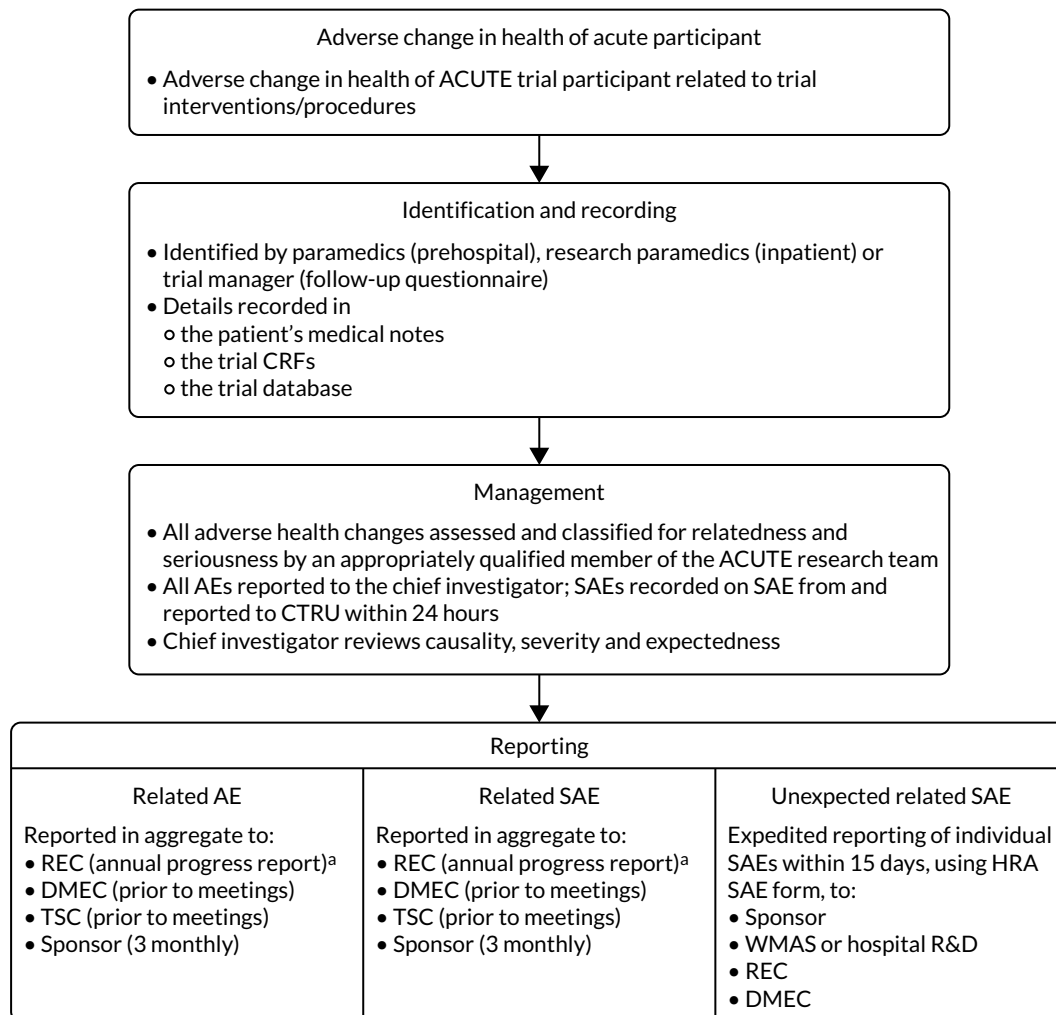 Adverse change in health of acute participant
• Adverse change in health of ACUTE trial participant related to trial
interventions/procedures
Identification and recording
• Identified by paramedics (prehospital), research paramedics (inpatient) or
trial manager (follow-up questionnaire)
• Details recorded in
the patient’s medical notes
the trial CRFs
the trial database
Management
• All adverse health changes assessed and classified for relatedness and
seriousness by an appropriately qualified member of the ACUTE research team
• All AEs reported to the chief investigator; SAEs recorded on SAE from and
reported to CTRU within 24 hours
• Chief investigator reviews causality, severity and expectedness
Reporting
Related AE
Reported in aggregate to:
• REC (annual progress report)ᵃ
• DMEC (prior to meetings)
• TSC (prior to meetings)
• Sponsor (3 monthly)
Related SAE
Reported in aggregate to:
• REC (annual progress report)ᵃ
• DMEC (prior to meetings)
• TSC (prior to meetings)
• Sponsor (3 monthly)
Unexpected related SAE
Expedited reporting of individual
SAEs within 15 days, using HRA
SAE form, to:
• Sponsor
• WMAS or hospital R&D
• REC
• DMEC